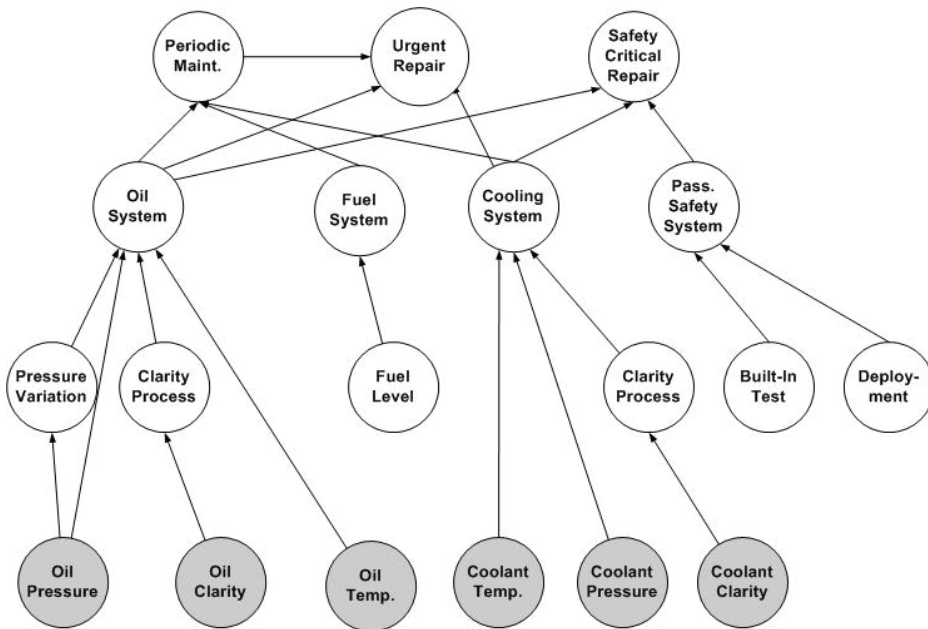 Periodic
Maint.
Urgent
Repair
Safety
Critical
Repair
Oil
System
Fuel
System
Cooling
System
Pass.
Safety
System
Pressure
Variation
Clarity
Process
Fuel
Level
Clarity
Process
Built-In
Test
Deploy-
ment
Oil
Pressure
Oil
Clarity
Oil
Temp.
Coolant
Temp.
Coolant
Pressure
Coolant
Clarity